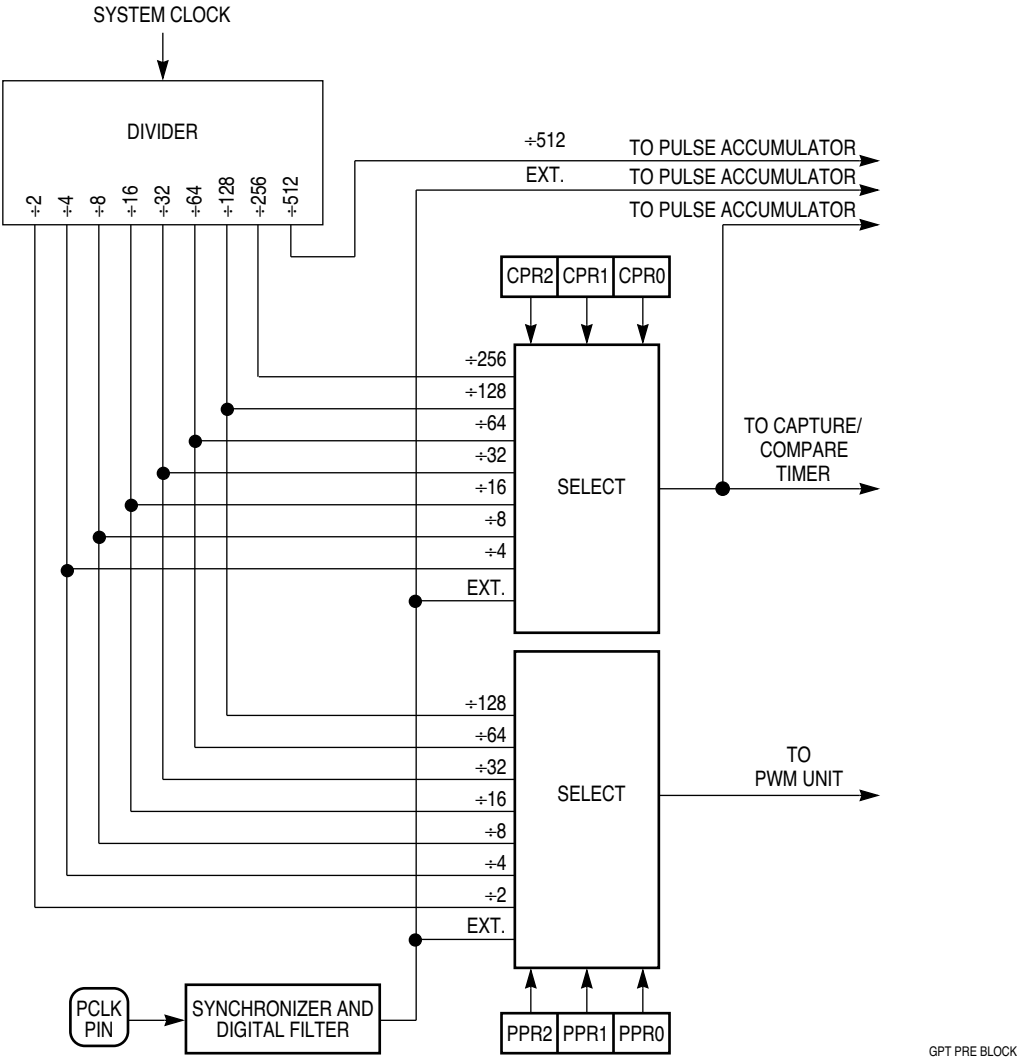 SYSTEM CLOCK
DIVIDER
÷2
÷4
÷8
÷16
÷32
÷64
÷128
÷256
÷512
÷512
TO PULSE ACCUMULATOR
EXT.
TO PULSE ACCUMULATOR
TO PULSE ACCUMULATOR
CPR2 CPR1 CPR0
÷256
÷128
÷64
÷32
÷16
÷8
÷4
EXT.
SELECT
TO CAPTURE/
COMPARE
TIMER
÷128
÷64
÷32
÷16
÷8
÷4
÷2
EXT.
SELECT
TO
PWM UNIT
PCLK
PIN
SYNCHRONIZER AND
DIGITAL FILTER
PPR2 PPR1 PPR0
GPT PRE BLOCK